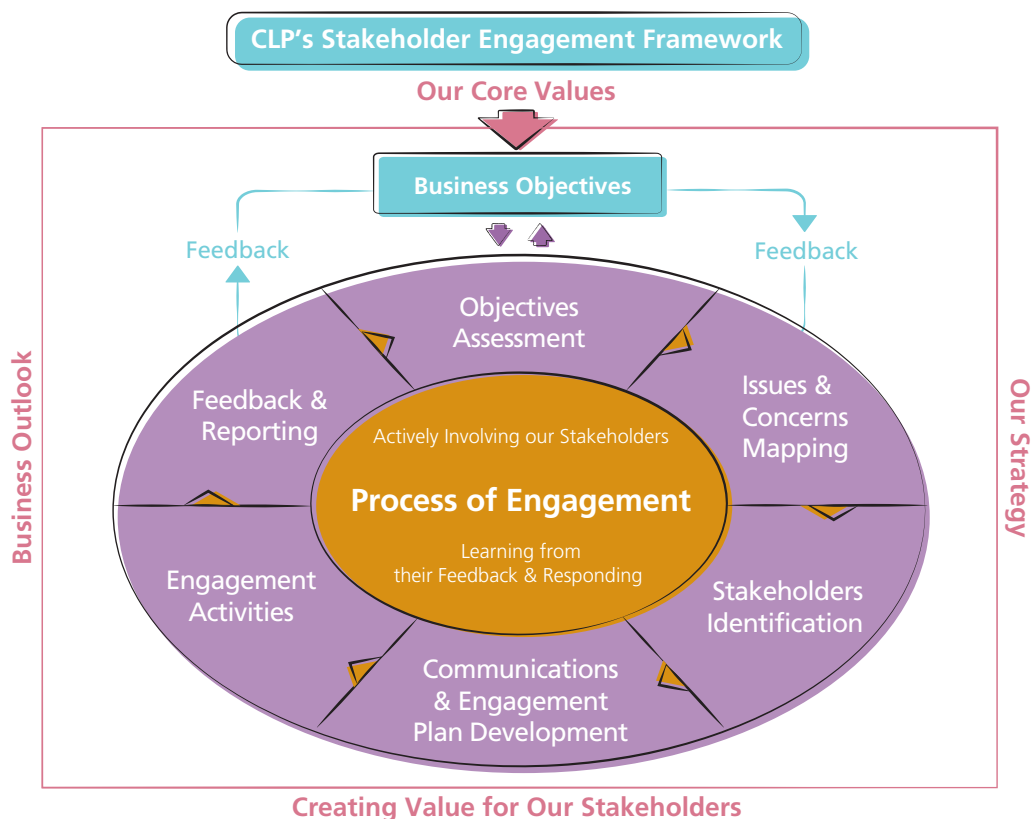 CLP's Stakeholder Engagement Framework
Our Core Values
Business Objectives
Feedback
Feedback
Objectives
Assessment
Issues &
Concerns
Mapping
Stakeholders
Identification
Communications
& Engagement
Plan Development
Engagement
Activities
Feedback &
Reporting
Actively Involving our Stakeholders
Process of Engagement
Learning from
their Feedback & Responding
Business Outlook
Our Strategy
Creating Value for Our Stakeholders